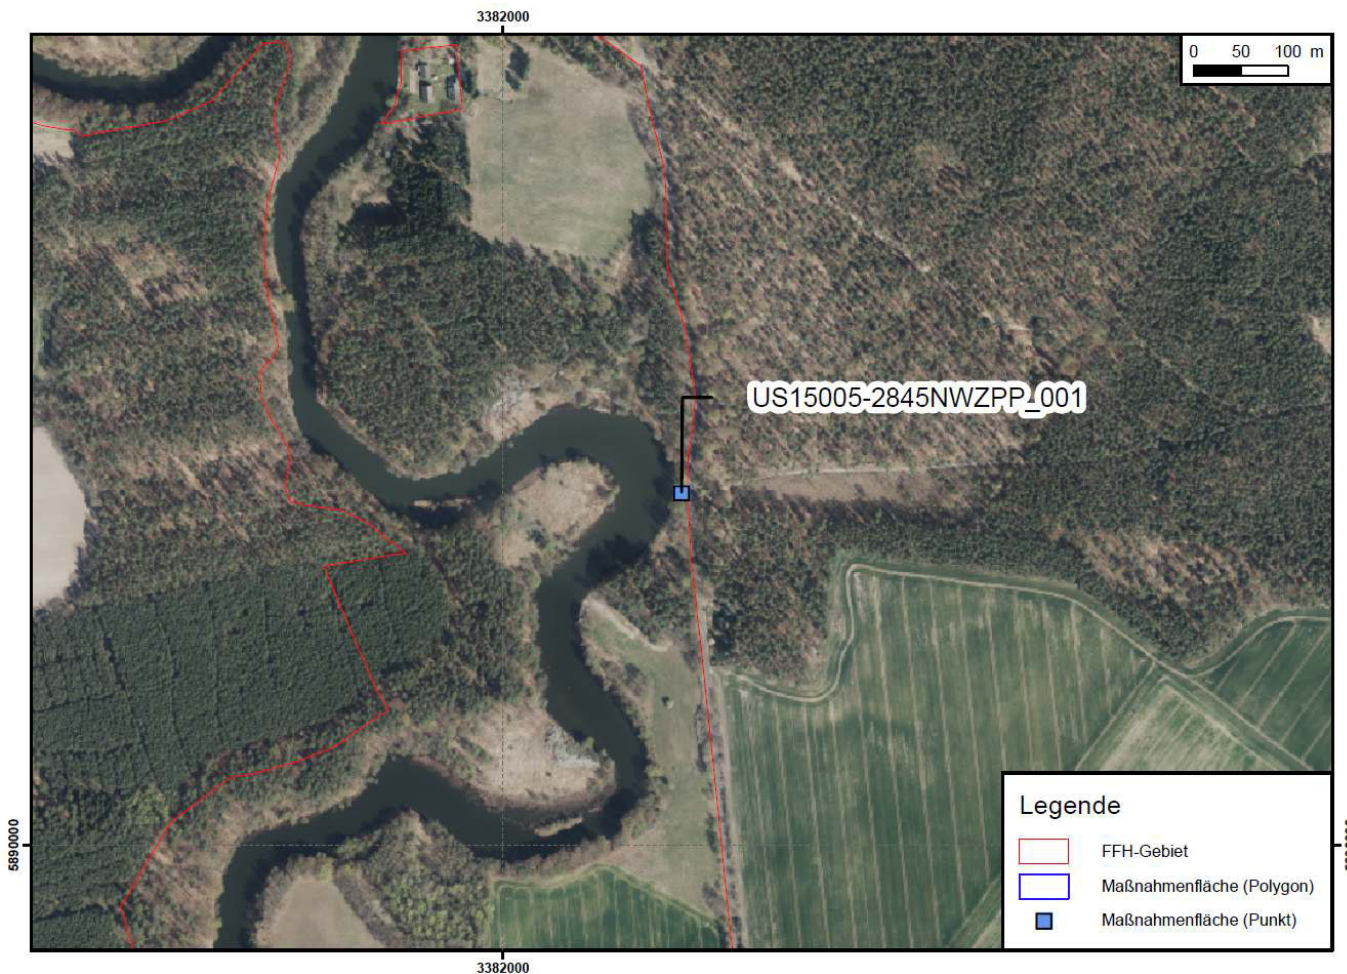 3382000
0 50 100 m
US15005-2845NWZPP_001
5890000
Legende
FFH-Gebiet
Maßnahmenfläche (Polygon)
Maßnahmenfläche (Punkt)
3382000